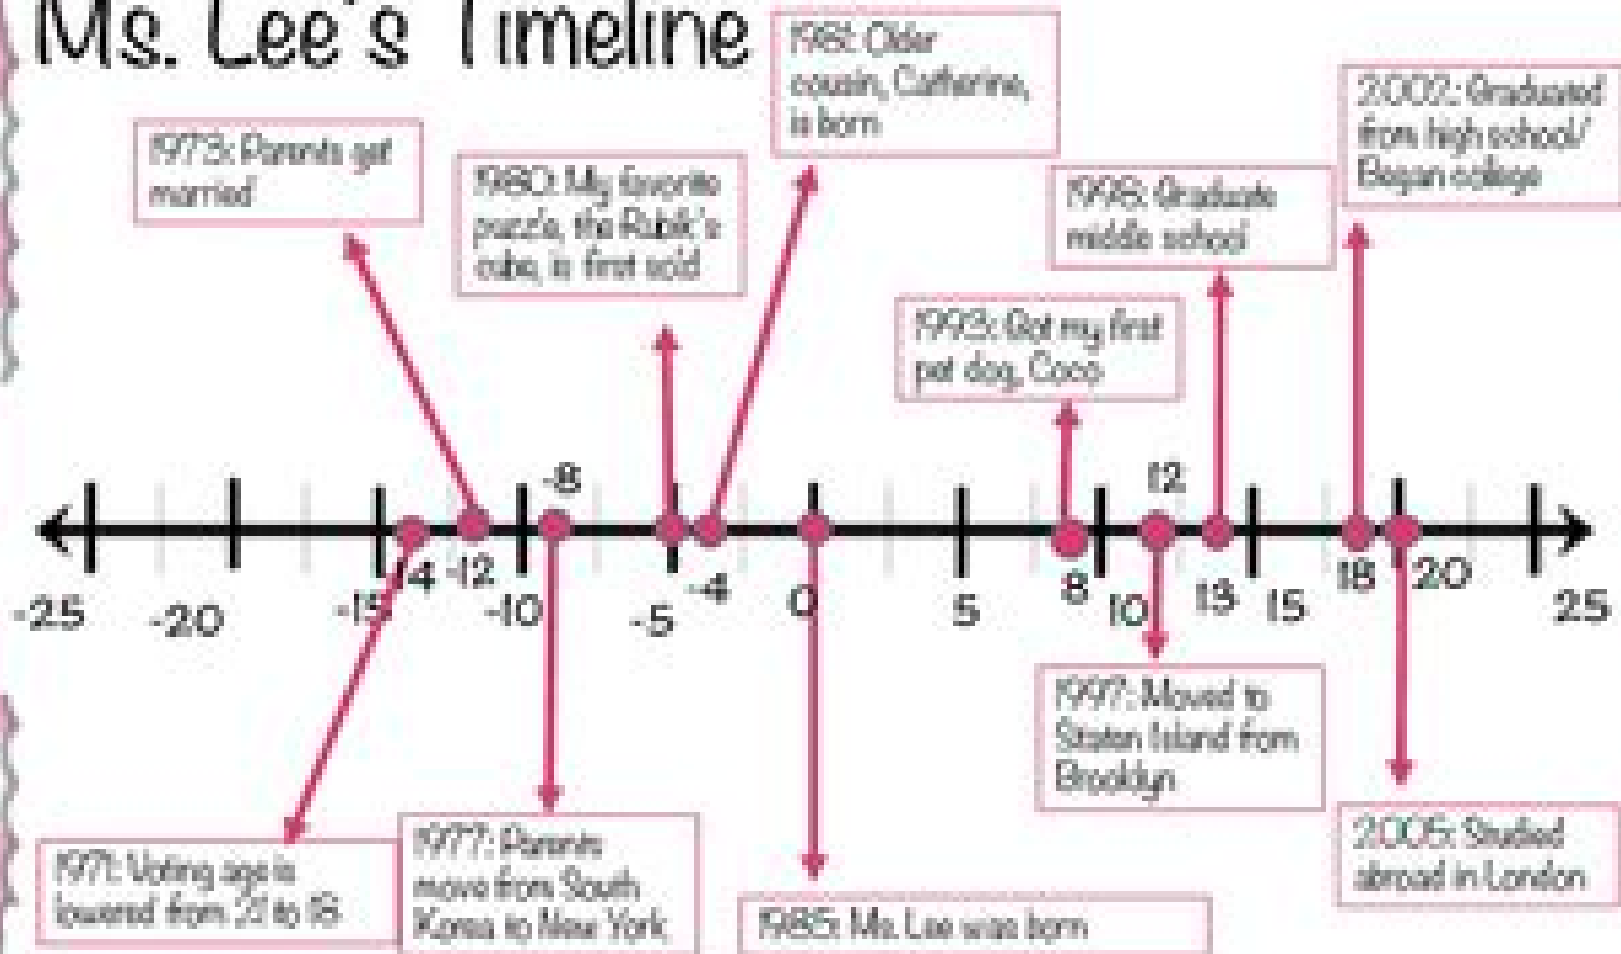 Ms. Lee's Timeline
1981: Older
cousin, Catherine,
is born
2002: Graduated
from high school/
Began college
1973: Parents get
married
1980: My favorite
puzzle, the Rubik's
cube, is first sold
1998: Graduate
middle school
1993: Got my first
pet dog, Coco
-8
12
-25
-20
-15
4
-12
-10
-5
-4
0
5
8
10
13
15
18
20
25
1997: Moved to
Staten Island from
Brooklyn
1971: Voting age is
lowered from 21 to 18
1977: Parents
move from South
Korea to New York
1985: Ms. Lee was born
2005: Studied
abroad in London